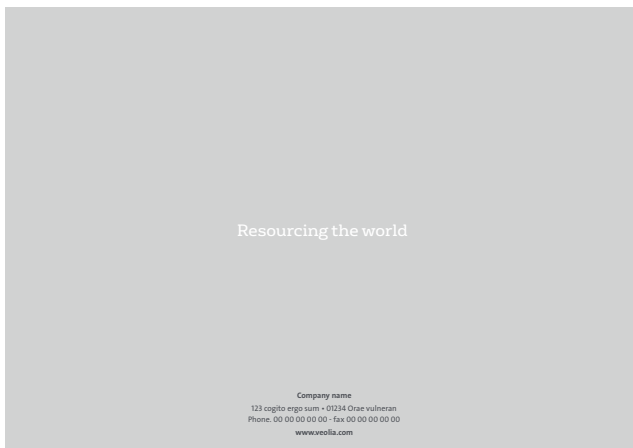 Resourcing the world
Company name
123 cogito ergo sum • 01234 Orae vulneran
Phone: 00 00 00 00 00 - fax 00 00 00 00 00
www.veolia.com